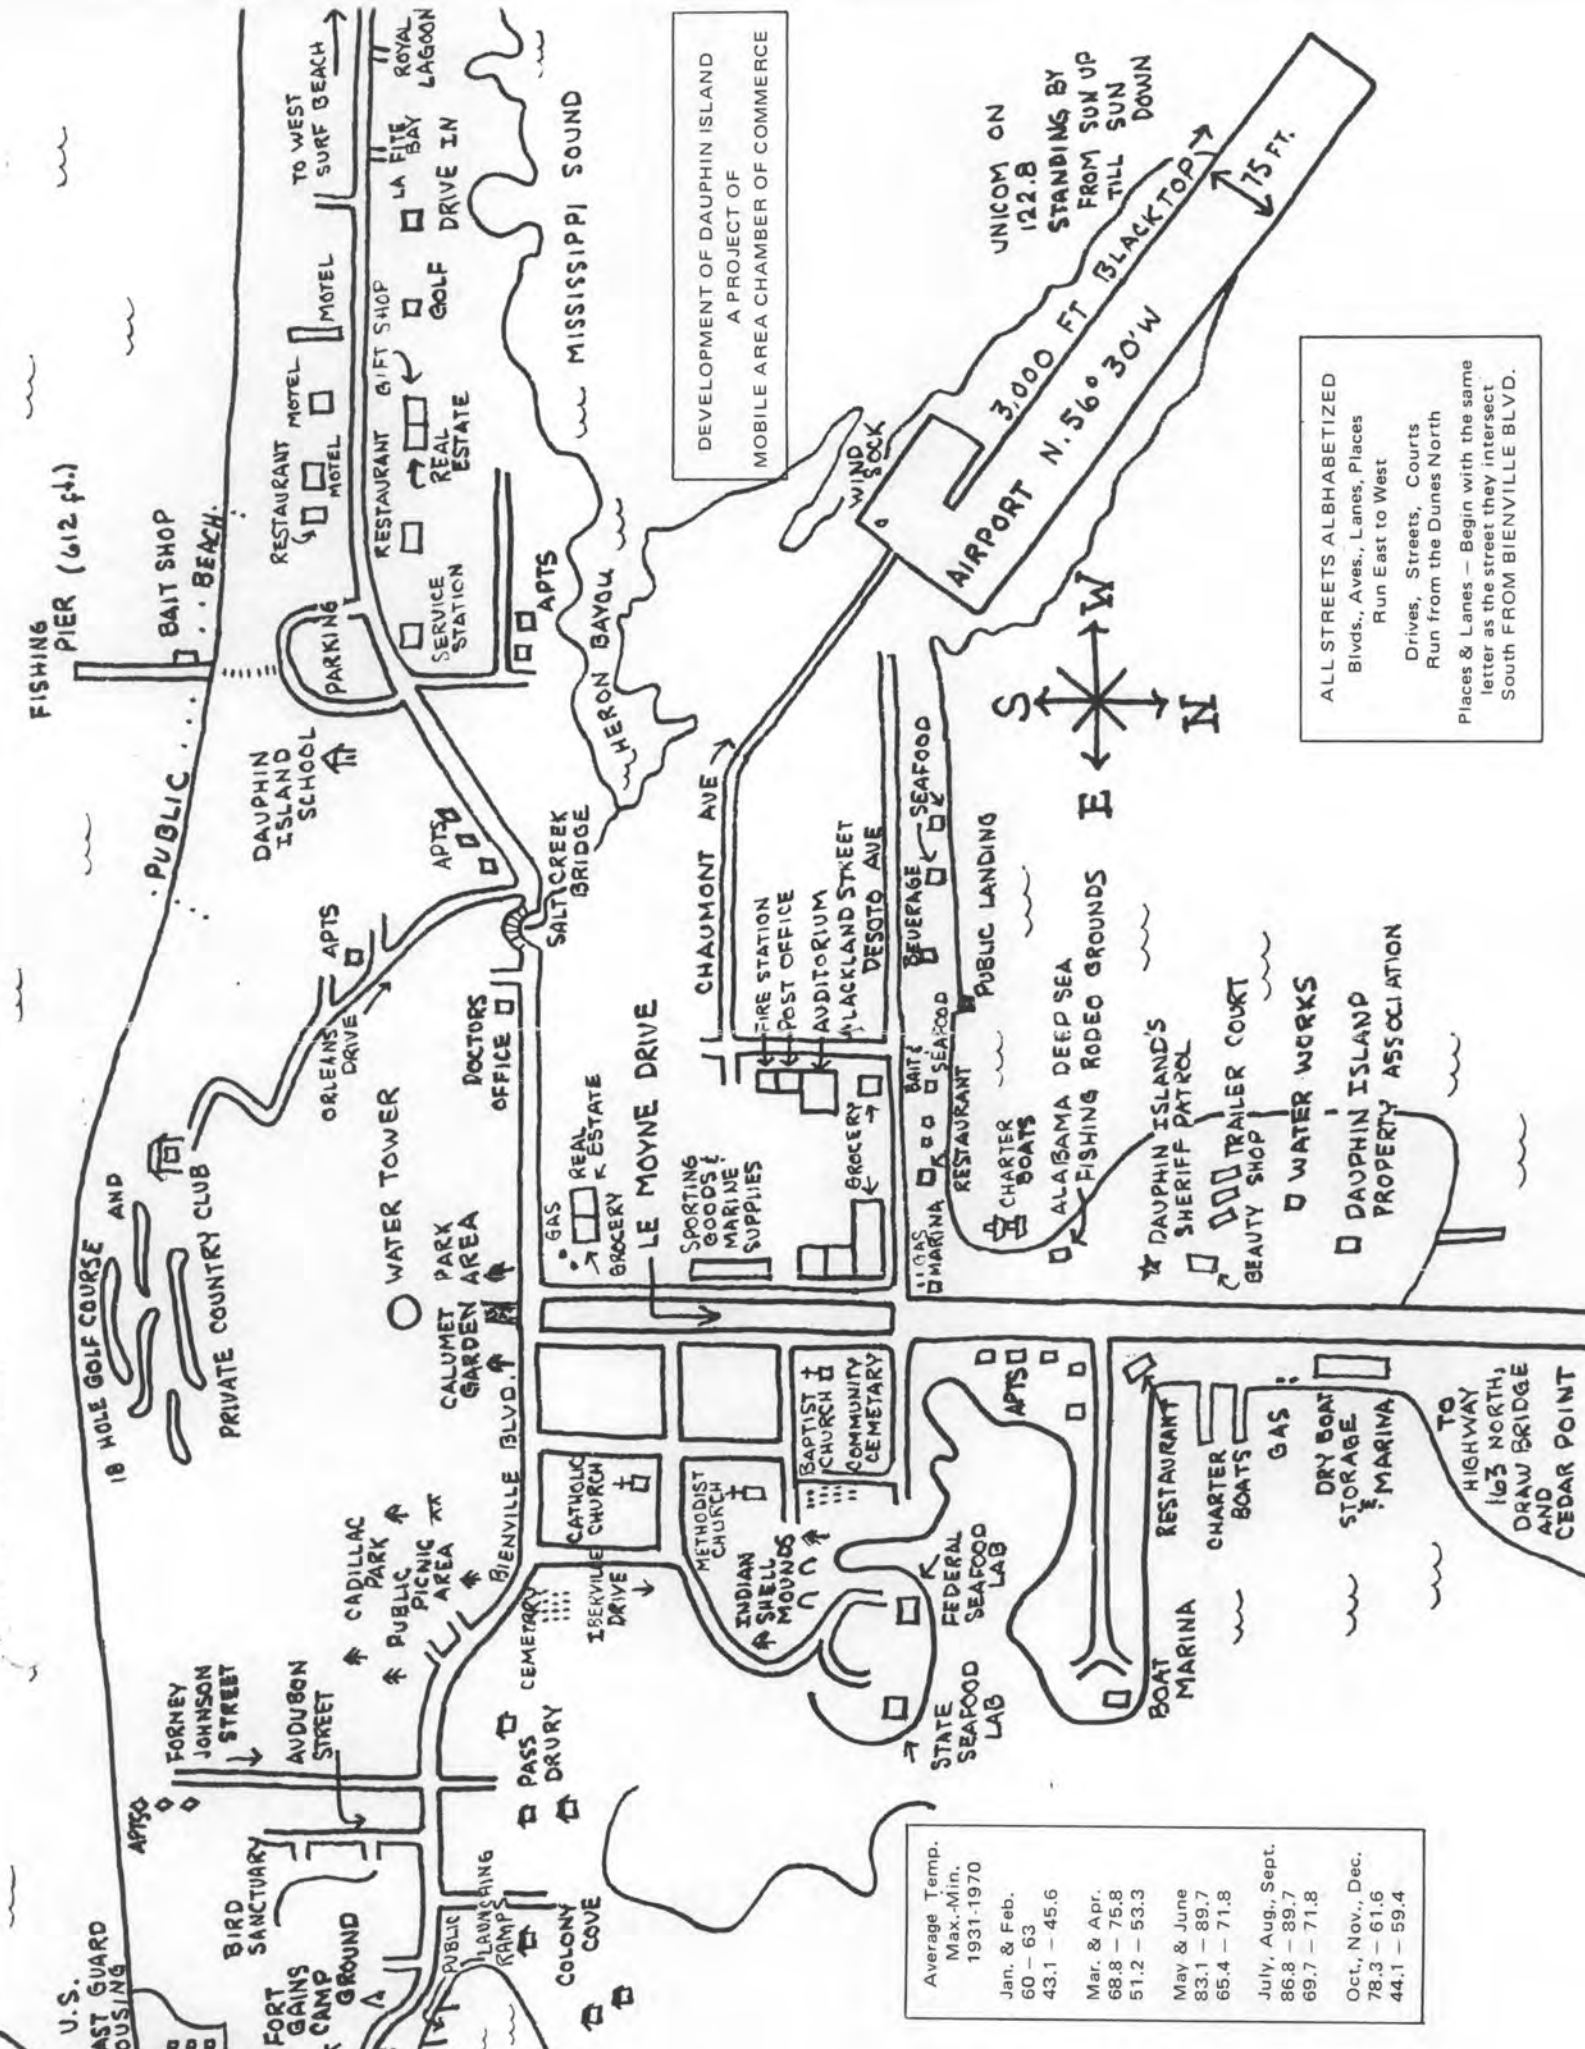 FISHING
PIER (612 ft.)
BAIT SHOP
PUBLIC
BEACH
TO WEST
SURF BEACH
ROYAL
LAGOON
LA FITE
BAY
DRIVE IN
GOLF
MOTEL
MOTEL
RESTAURANT
MOTEL
GIFT SHOP
RESTAURANT
REAL
ESTATE
SERVICE
STATION
APTS
PARKING
DAUPHIN
ISLAND
SCHOOL
APTS
MISSISSIPPI SOUND
HERON BAYOU
SALT CREEK
BRIDGE
DEVELOPMENT OF DAUPHIN ISLAND
A PROJECT OF
MOBILE AREA CHAMBER OF COMMERCE
UNICOM ON
122.8
STANDING BY
FROM SUN UP
TILL SUN
DOWN
WIND
SOCK
3,000 FT BLACKTOP
75 FT.
AIRPORT N. 56° 30' W
ALL STREETS ALBHABETIZED
Blvds., Aves., Lanes, Places
Run East to West
Drives, Streets, Courts
Run from the Dunes North
Places & Lanes – Begin with the same
letter as the street they intersect
South FROM BIENVILLE BLVD.
S
E W
N
18 HOLE GOLF COURSE AND
PRIVATE COUNTRY CLUB
ORLEANS
DRIVE
APTS
WATER TOWER
DOCTORS
OFFICE
CALUMET PARK
GARDEN AREA
BIENVILLE BLVD.
GAS
REAL
ESTATE
GROCERY
LE MOYNE DRIVE
SPORTING
GOODS &
MARINE
SUPPLIES
CHAUMONT AVE
FIRE STATION
POST OFFICE
AUDITORIUM
LACKLAND STREET
DESOTO AVE
GROCERY
BEVERAGE
SEAFOOD
BAIT &
SEAFOOD
PUBLIC LANDING
RESTAURANT
GAS
MARINA
CHARTER
BOATS
ALABAMA DEEP SEA
FISHING RODEO GROUNDS
DAUPHIN ISLAND'S
SHERIFF PATROL
TRAILER COURT
BEAUTY SHOP
WATER WORKS
DAUPHIN ISLAND
PROPERTY ASSOCIATION
CADILLAC
PARK
PUBLIC
PICNIC
AREA
CATHOLIC
CHURCH
METHODIST
CHURCH
BAPTIST
CHURCH
COMMUNITY
CEMETARY
CEMETARY
IBERVILLE
DRIVE
INDIAN
SHELL
MOUNDS
FEDERAL
SEAFOOD
LAB
STATE
SEAFOOD
LAB
APTS
RESTAURANT
CHARTER
BOATS
GAS
DRY BOAT
STORAGE
&
MARINA
BOAT
MARINA
TO
HIGHWAY
163 NORTH,
DRAW BRIDGE
AND
CEDAR POINT
FORNEY
JOHNSON
STREET
AUDUBON
STREET
APTS
BIRD
SANCTUARY
PASS
DRURY
PUBLIC
LAUNSHING
RAMPS
COLONY
COVE
FORT
GAINS
CAMP
GROUND
U.S.
AST GUARD
OUSING
Average Temp.
Max.-Min.
1931-1970
Jan. & Feb.
60 – 63
43.1 – 45.6
Mar. & Apr.
68.8 – 75.8
51.2 – 53.3
May & June
83.1 – 89.7
65.4 – 71.8
July, Aug., Sept.
86.8 – 89.7
69.7 – 71.8
Oct., Nov., Dec.
78.3 – 61.6
44.1 – 59.4